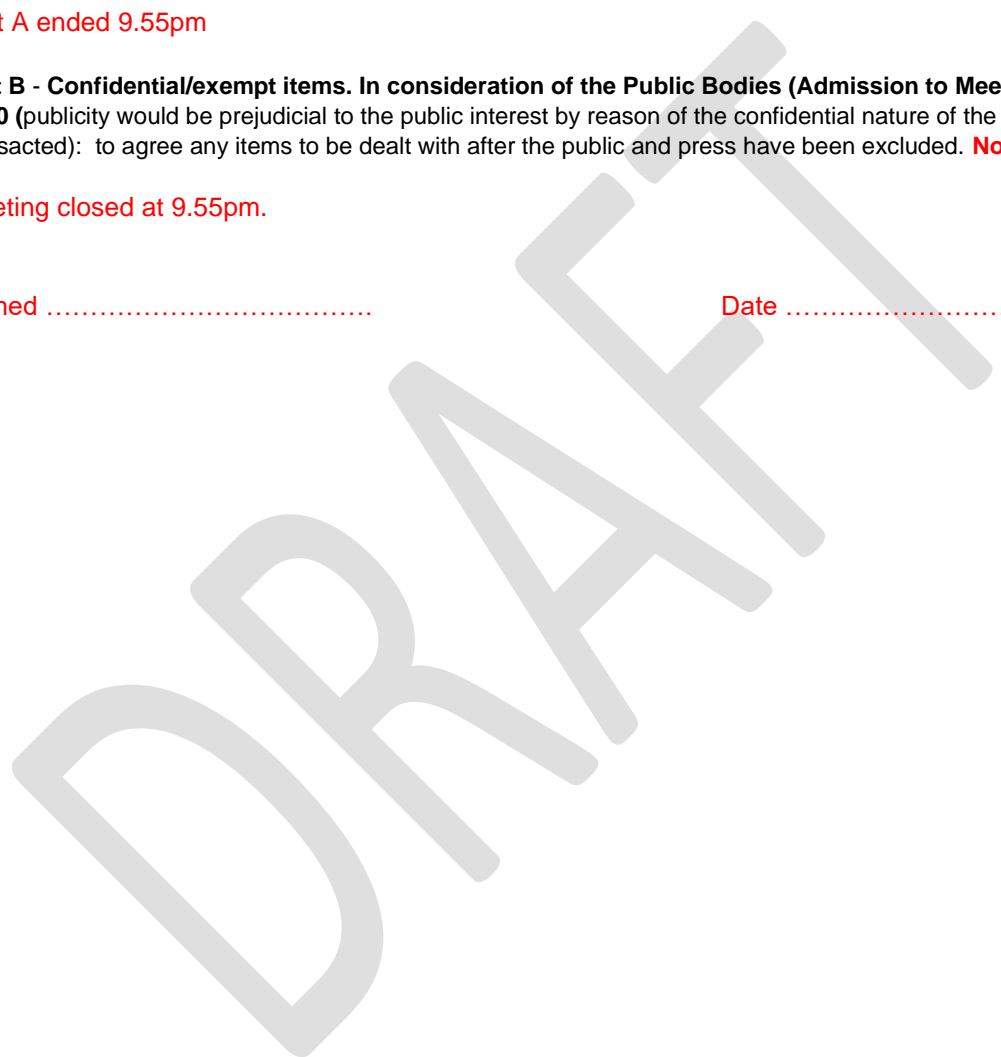 t A ended 9.55pm
B - Confidential/exempt items. In consideration of the Public Bodies (Admission to Mee
0 (publicity would be prejudicial to the public interest by reason of the confidential nature of the
sacted): to agree any items to be dealt with after the public and press have been excluded. No
eting closed at 9.55pm.
ned ………………………………. Date ……………………
DRAFT